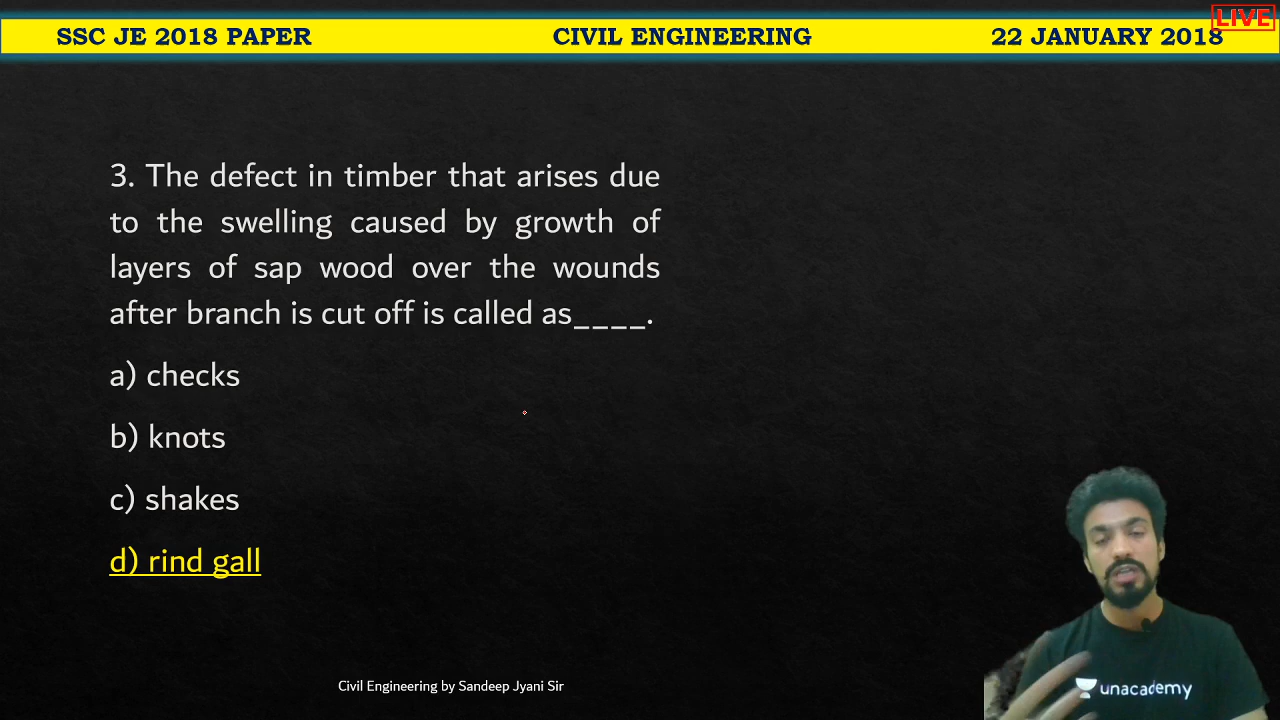 LIVE
SSC JE 2018 PAPER CIVIL ENGINEERING 22 JANUARY 2018
3. The defect in timber that arises due
to the swelling caused by growth of
layers of sap wood over the wounds
after branch is cut off is called as____.
a) checks
b) knots
c) shakes
d) rind gall
Civil Engineering by Sandeep Jyani Sir
unacademy